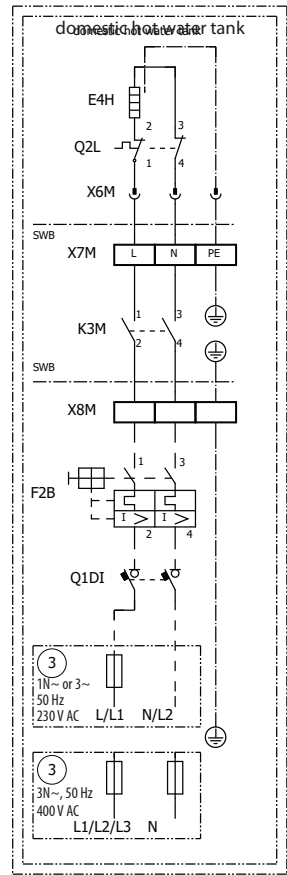 domestic hot water tank
domestic hot water tank
E4H
2 3
Q2L
1 4
X6M
SWB
X7M L N PE
1 3
K3M
2 4
SWB
X8M
1 3
F2B
I > I >
2 4
Q1DI
3
1N~ or 3~
50 Hz
230 V AC L/L1 N/L2
3
3N~, 50 Hz
400 V AC
L1/L2/L3 N